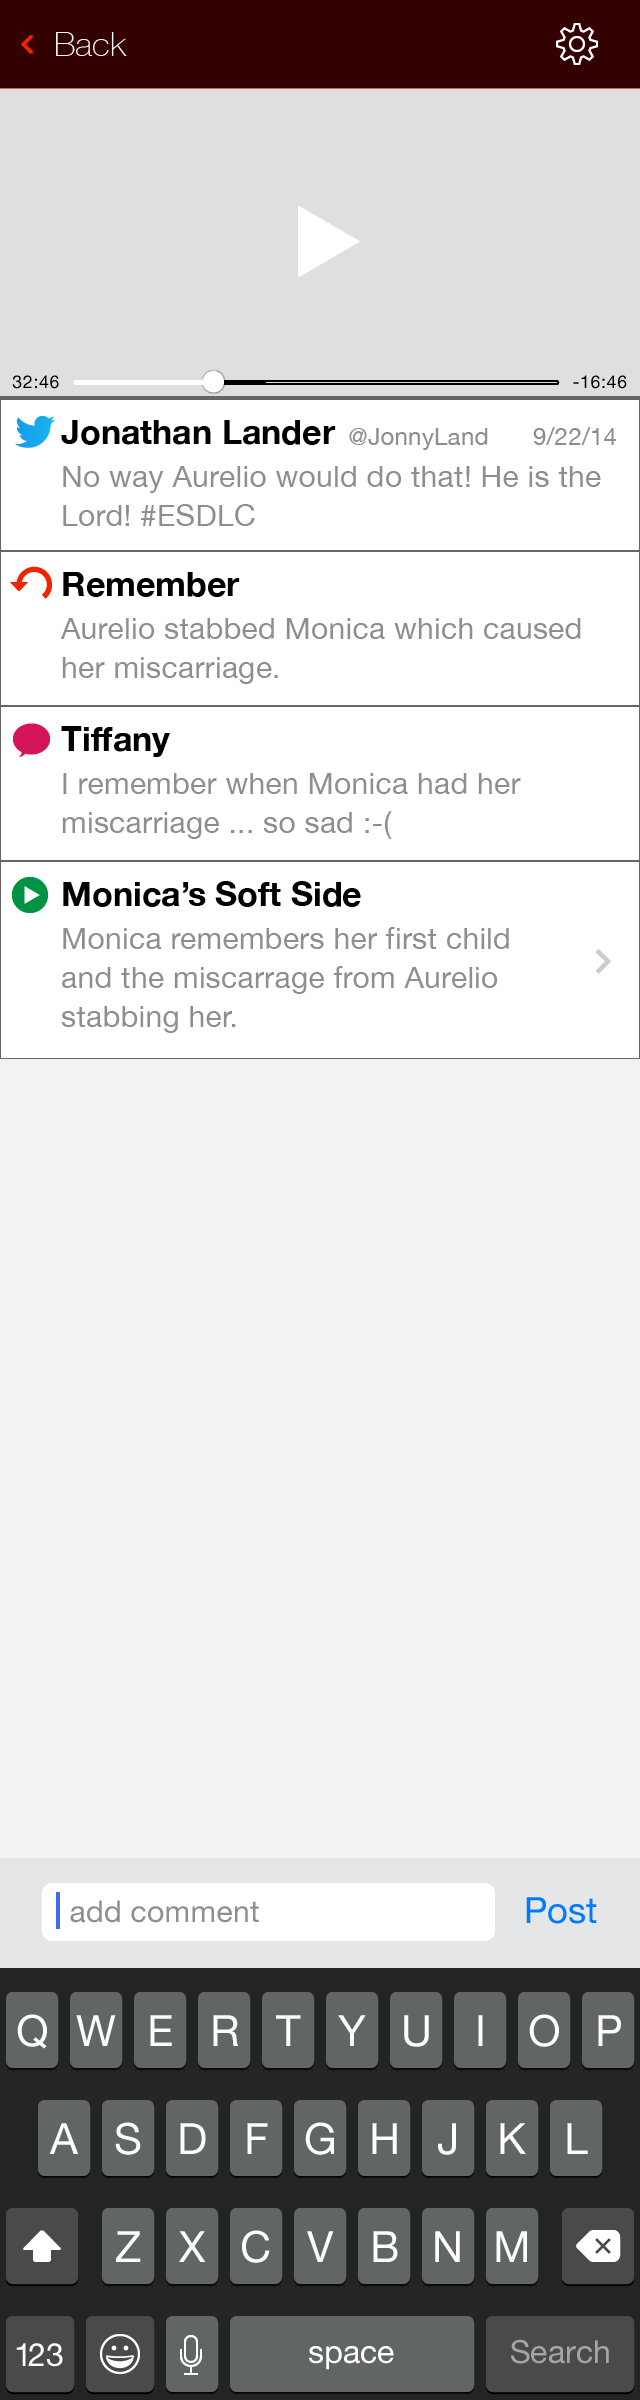 Back
32:46 -16:46
Jonathan Lander @JonnyLand 9/22/14
No way Aurelio would do that! He is the
Lord! #ESDLC
Remember
Aurelio stabbed Monica which caused
her miscarriage.
Tiffany
I remember when Monica had her
miscarriage ... so sad :-(
Monica's Soft Side
Monica remembers her first child
and the miscarrage from Aurelio
stabbing her.
add comment Post
Q W E R T Y U I O P
A S D F G H J K L
Z X C V B N M
123 space Search